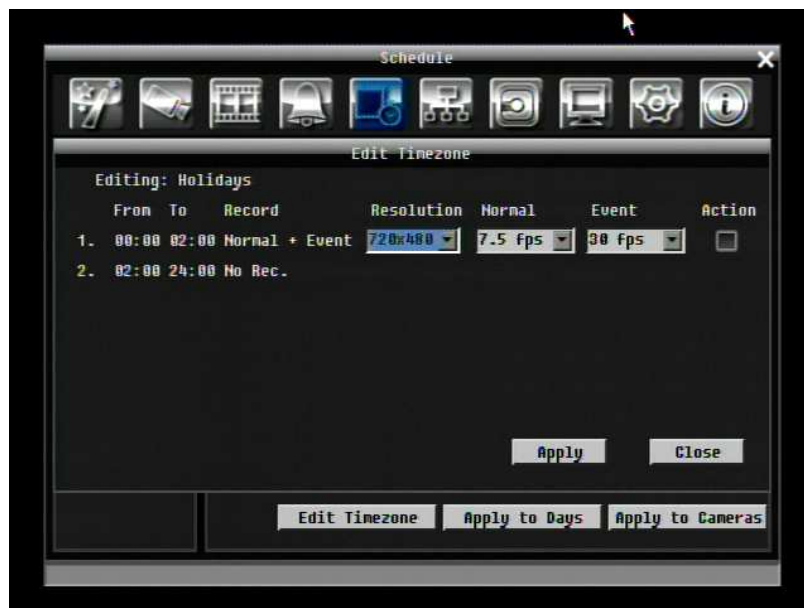 Schedule
Edit Timezone
Editing: Holidays
From To Record Resolution Normal Event Action
1. 00:00 02:00 Normal + Event 720x480 7.5 fps 30 fps
2. 02:00 24:00 No Rec.
Apply Close
Edit Timezone Apply to Days Apply to Cameras